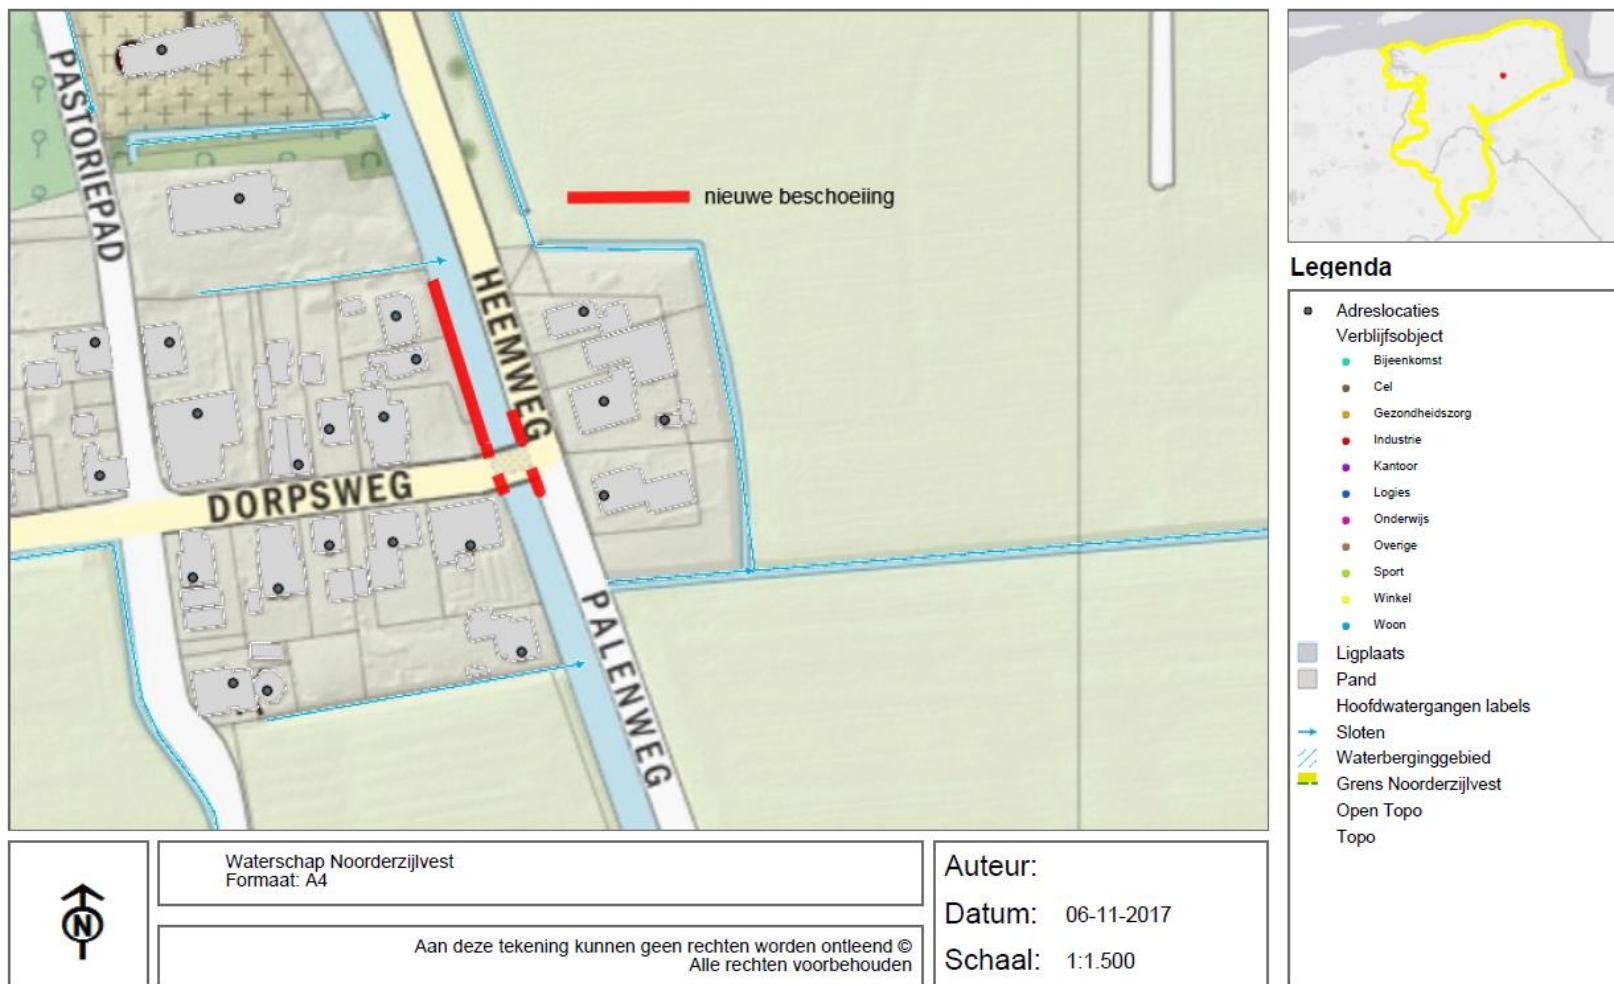 PASTORIEPAD
HEEMWEG
nieuwe beschoeiing
DORPSWEG
PALENWEG
Legenda
Adreslocaties
Verblijfsobject
Bijeenkomst
Cel
Gezondheidszorg
Industrie
Kantoor
Logies
Onderwijs
Overige
Sport
Winkel
Woon
Ligplaats
Pand
Hoofdwatergangen labels
Sloten
Waterberginggebied
Grens Noorderzijlvest
Open Topo
Topo
N
Waterschap Noorderzijlvest
Formaat: A4
Aan deze tekening kunnen geen rechten worden ontleend ©
Alle rechten voorbehouden
Auteur:
Datum: 06-11-2017
Schaal: 1:1.500